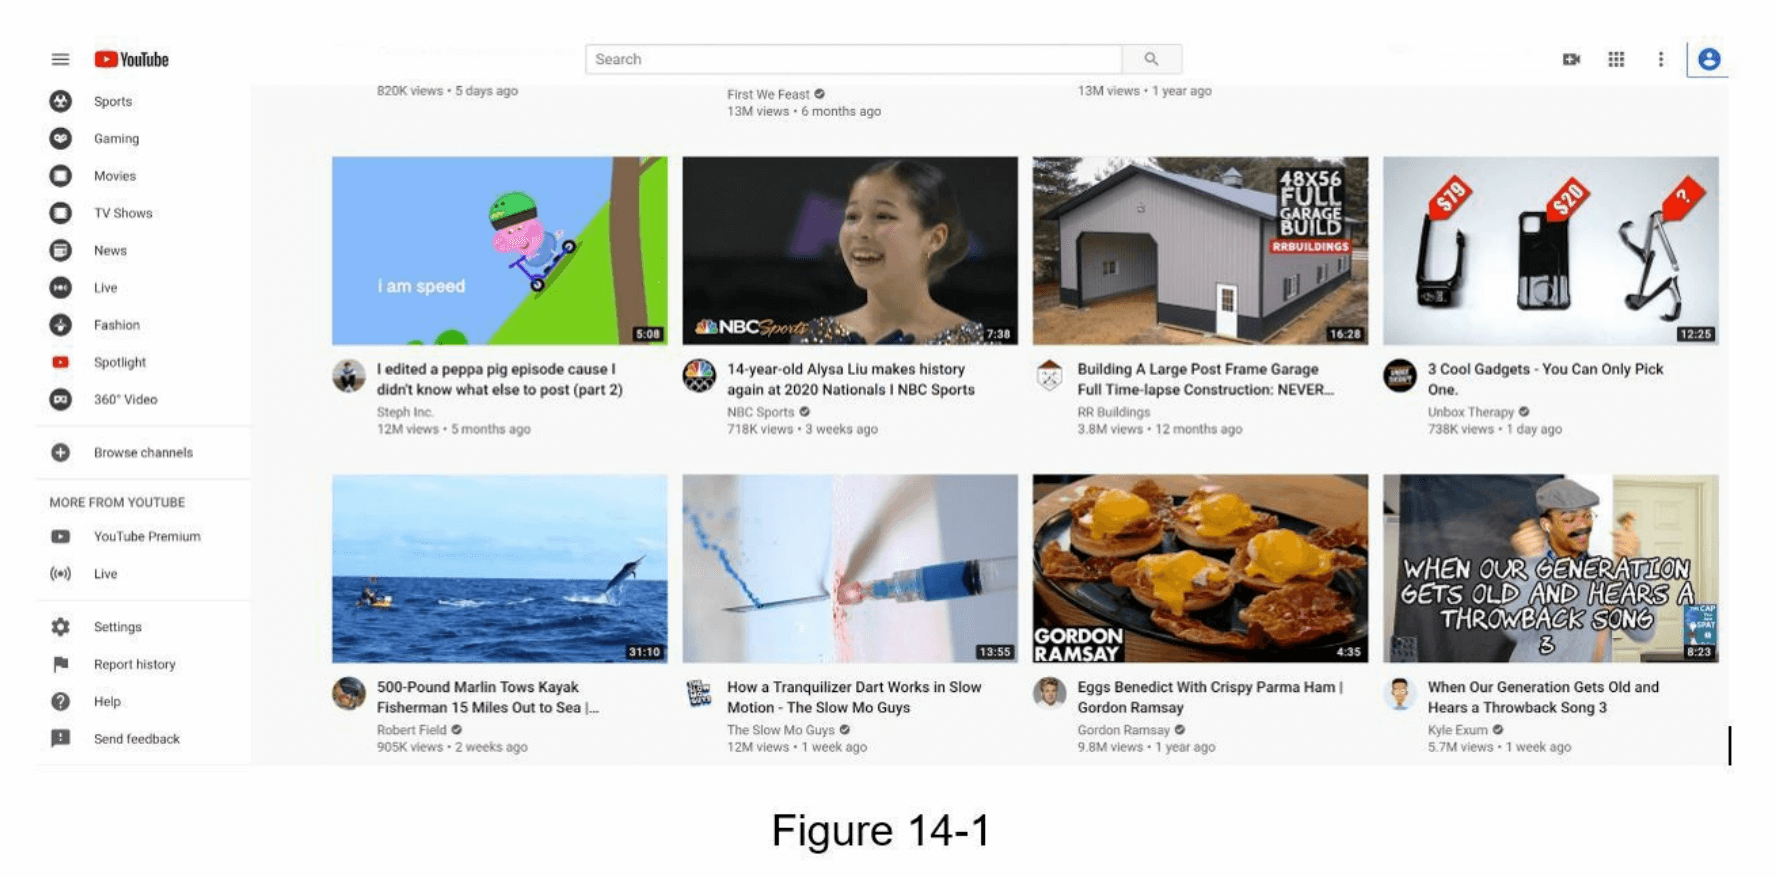 YouTube
Search
Sports
Gaming
Movies
TV Shows
News
Live
Fashion
Spotlight
360° Video
Browse channels
MORE FROM YOUTUBE
YouTube Premium
Live
Settings
Report history
Help
Send feedback
820K views • 5 days ago
First We Feast
13M views • 6 months ago
13M views • 1 year ago
i am speed
5:08
I edited a peppa pig episode cause I
didn't know what else to post (part 2)
Steph Inc.
12M views • 5 months ago
NBC Sports
7:38
14-year-old Alysa Liu makes history
again at 2020 Nationals I NBC Sports
NBC Sports
718K views • 3 weeks ago
48X56
FULL
GARAGE
BUILD
RRBUILDINGS
16:28
Building A Large Post Frame Garage
Full Time-lapse Construction: NEVER...
RR Buildings
3.8M views • 12 months ago
$79
$20
?
12:25
3 Cool Gadgets - You Can Only Pick
One.
Unbox Therapy
738K views • 1 day ago
31:10
500-Pound Marlin Tows Kayak
Fisherman 15 Miles Out to Sea |...
Robert Field
905K views • 2 weeks ago
13:55
THE
SLOW
MO
GUYS
How a Tranquilizer Dart Works in Slow
Motion - The Slow Mo Guys
The Slow Mo Guys
12M views • 1 week ago
GORDON
RAMSAY
4:35
Eggs Benedict With Crispy Parma Ham |
Gordon Ramsay
Gordon Ramsay
9.8M views • 1 year ago
WHEN OUR GENERATION
GETS OLD AND HEARS A
THROWBACK SONG
3
CAP
SPAT
8:23
When Our Generation Gets Old and
Hears a Throwback Song 3
Kyle Exum
5.7M views • 1 week ago
Figure 14-1